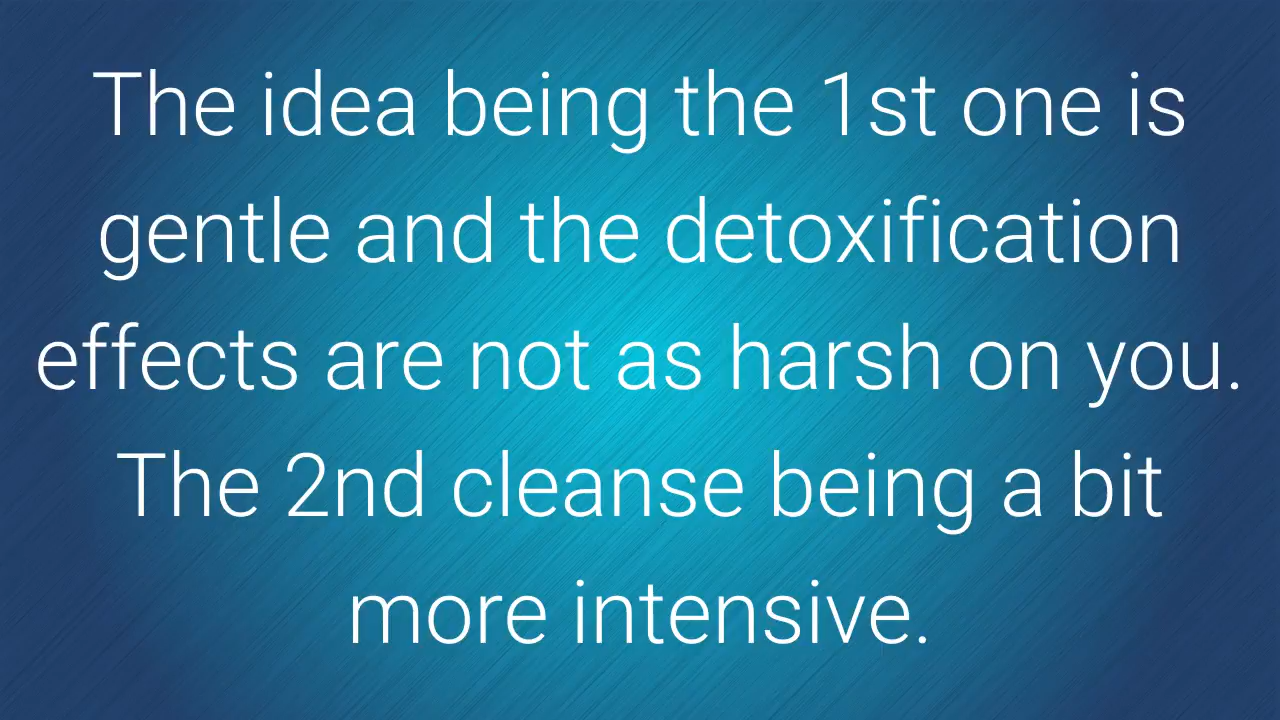 The idea being the 1st one is
gentle and the detoxification
effects are not as harsh on you.
The 2nd cleanse being a bit
more intensive.